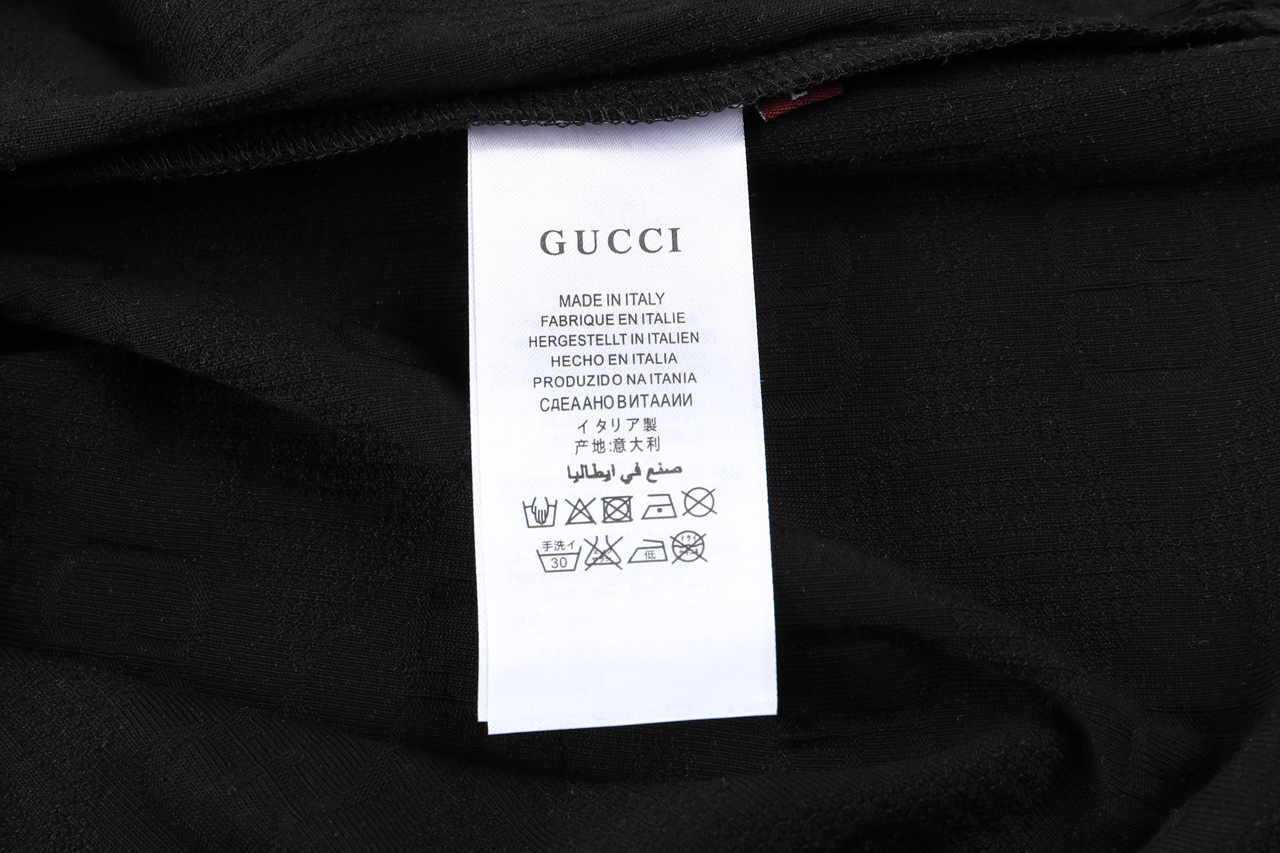 GUCCI
MADE IN ITALY
FABRIQUE EN ITALIE
HERGESTELLT IN ITALIEN
HECHO EN ITALIA
PRODUZIDO NA ITANIA
СДЕААНО В ИТААИИ
イタリア製
产地:意大利
صنع في ايطاليا
手洗イ
30
低